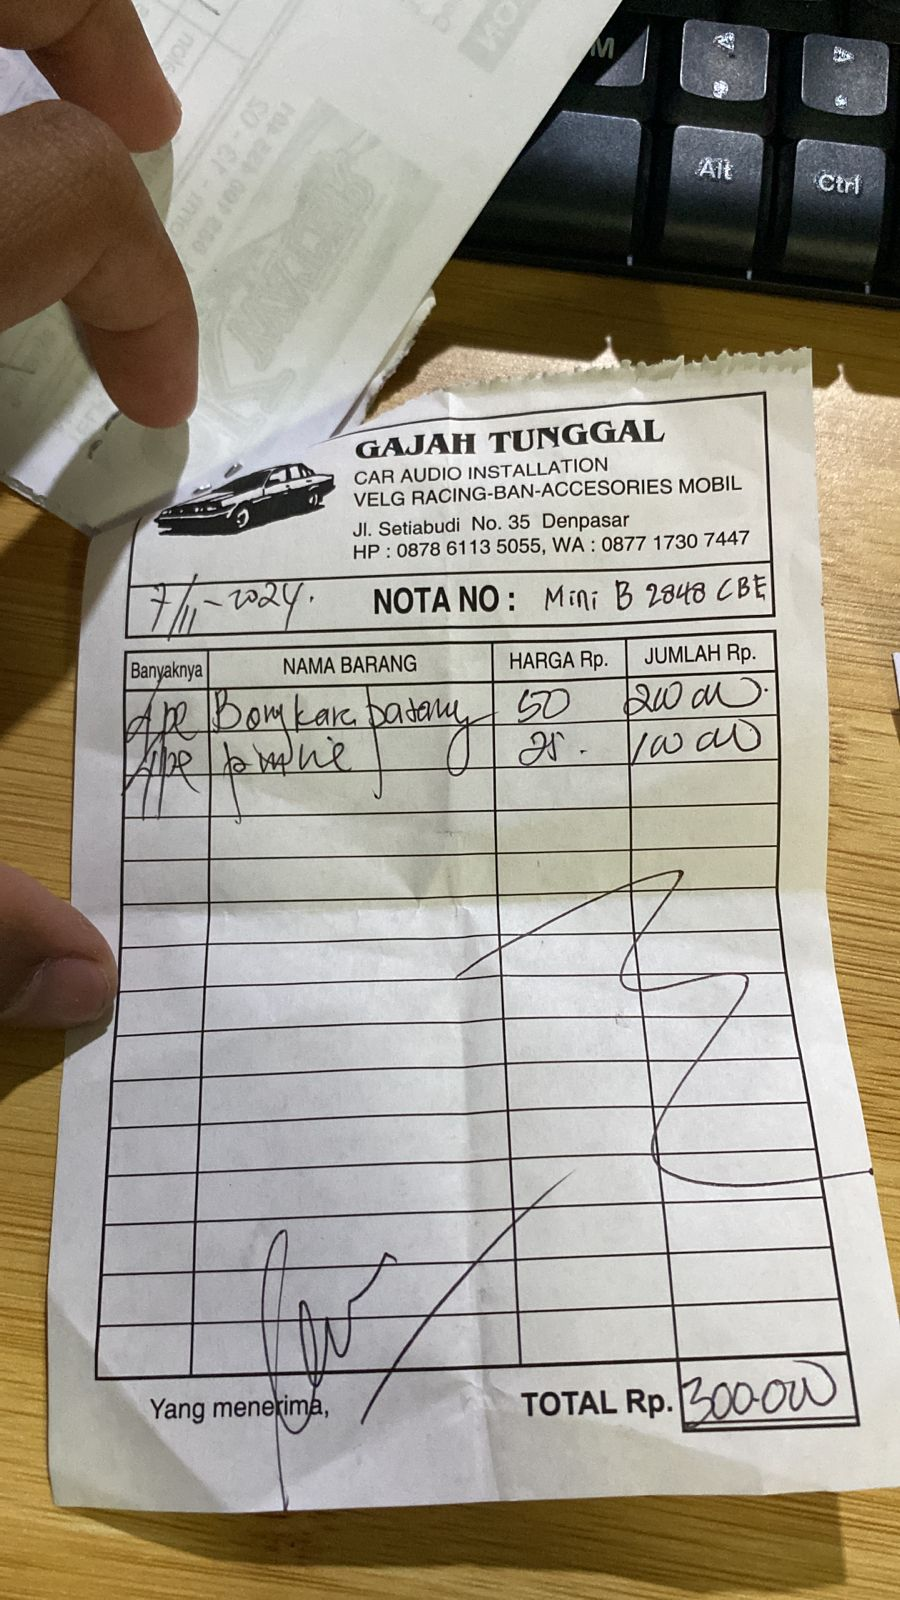 GAJAH TUNGGAL
CAR AUDIO INSTALLATION
VELG RACING-BAN-ACCESORIES MOBIL
Jl. Setiabudi No. 35 Denpasar
HP : 0878 6113 5055, WA : 0877 1730 7447
7/11-2024. NOTA NO : Mini B 2848 CBE
Banyaknya NAMA BARANG HARGA Rp. JUMLAH Rp.
Bongkar pasang 50 200 000.
25. 100 000
Yang menerima, TOTAL Rp. 300.000
Alt
Ctrl